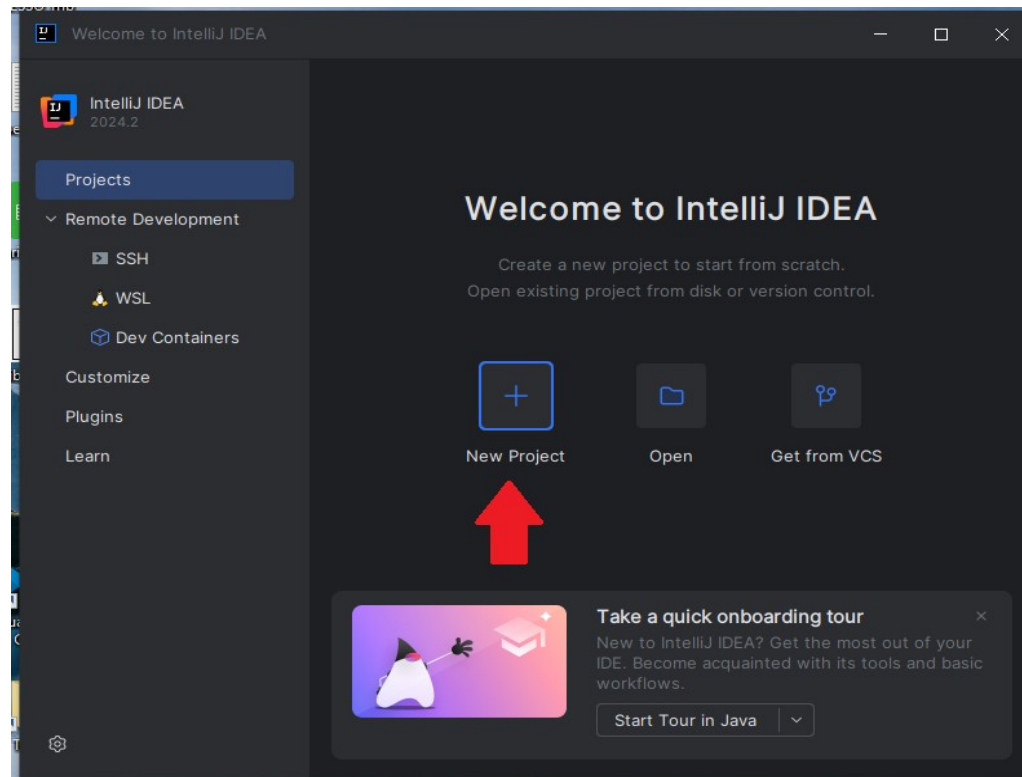 Welcome to IntelliJ IDEA
IntelliJ IDEA
2024.2
Projects
Remote Development
SSH
WSL
Dev Containers
Customize
Plugins
Learn
Welcome to IntelliJ IDEA
Create a new project to start from scratch.
Open existing project from disk or version control.
New Project
Open
Get from VCS
Take a quick onboarding tour
New to IntelliJ IDEA? Get the most out of your
IDE. Become acquainted with its tools and basic
workflows.
Start Tour in Java